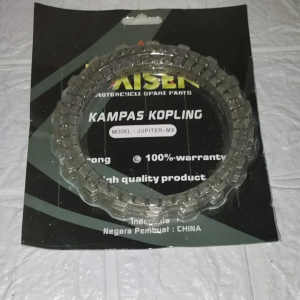 MOTORCYCLE SPARE PARTS
KAMPAS KOPLING
MODEL : JUPITER-MX
100% warranty
high quality product
Negara Pembuat : CHINA